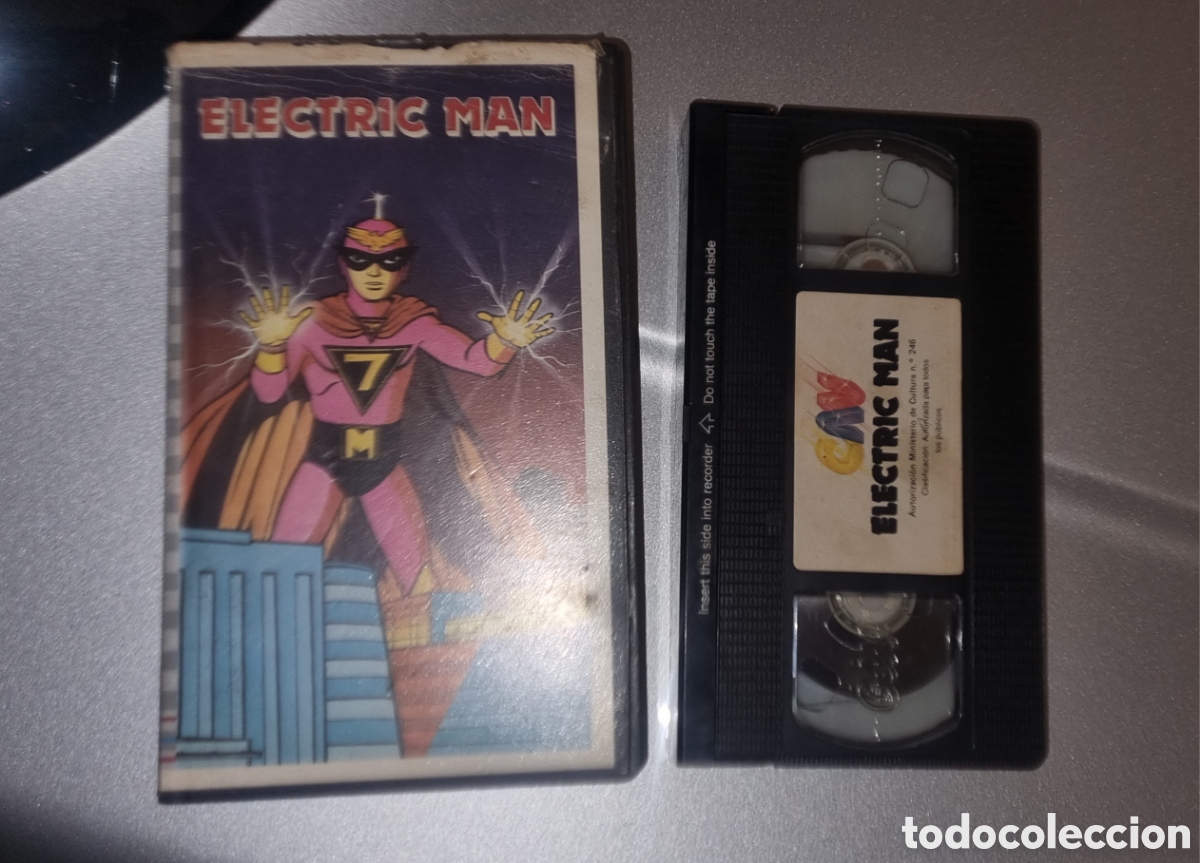 ELECTRIC MAN
7
M
Insert this side into recorder Do not touch the tape inside
CAV
ELECTRIC MAN
Autorización Ministerio de Cultura n.º 246
Clasificación: Autorizada para todos
los públicos
todocoleccion